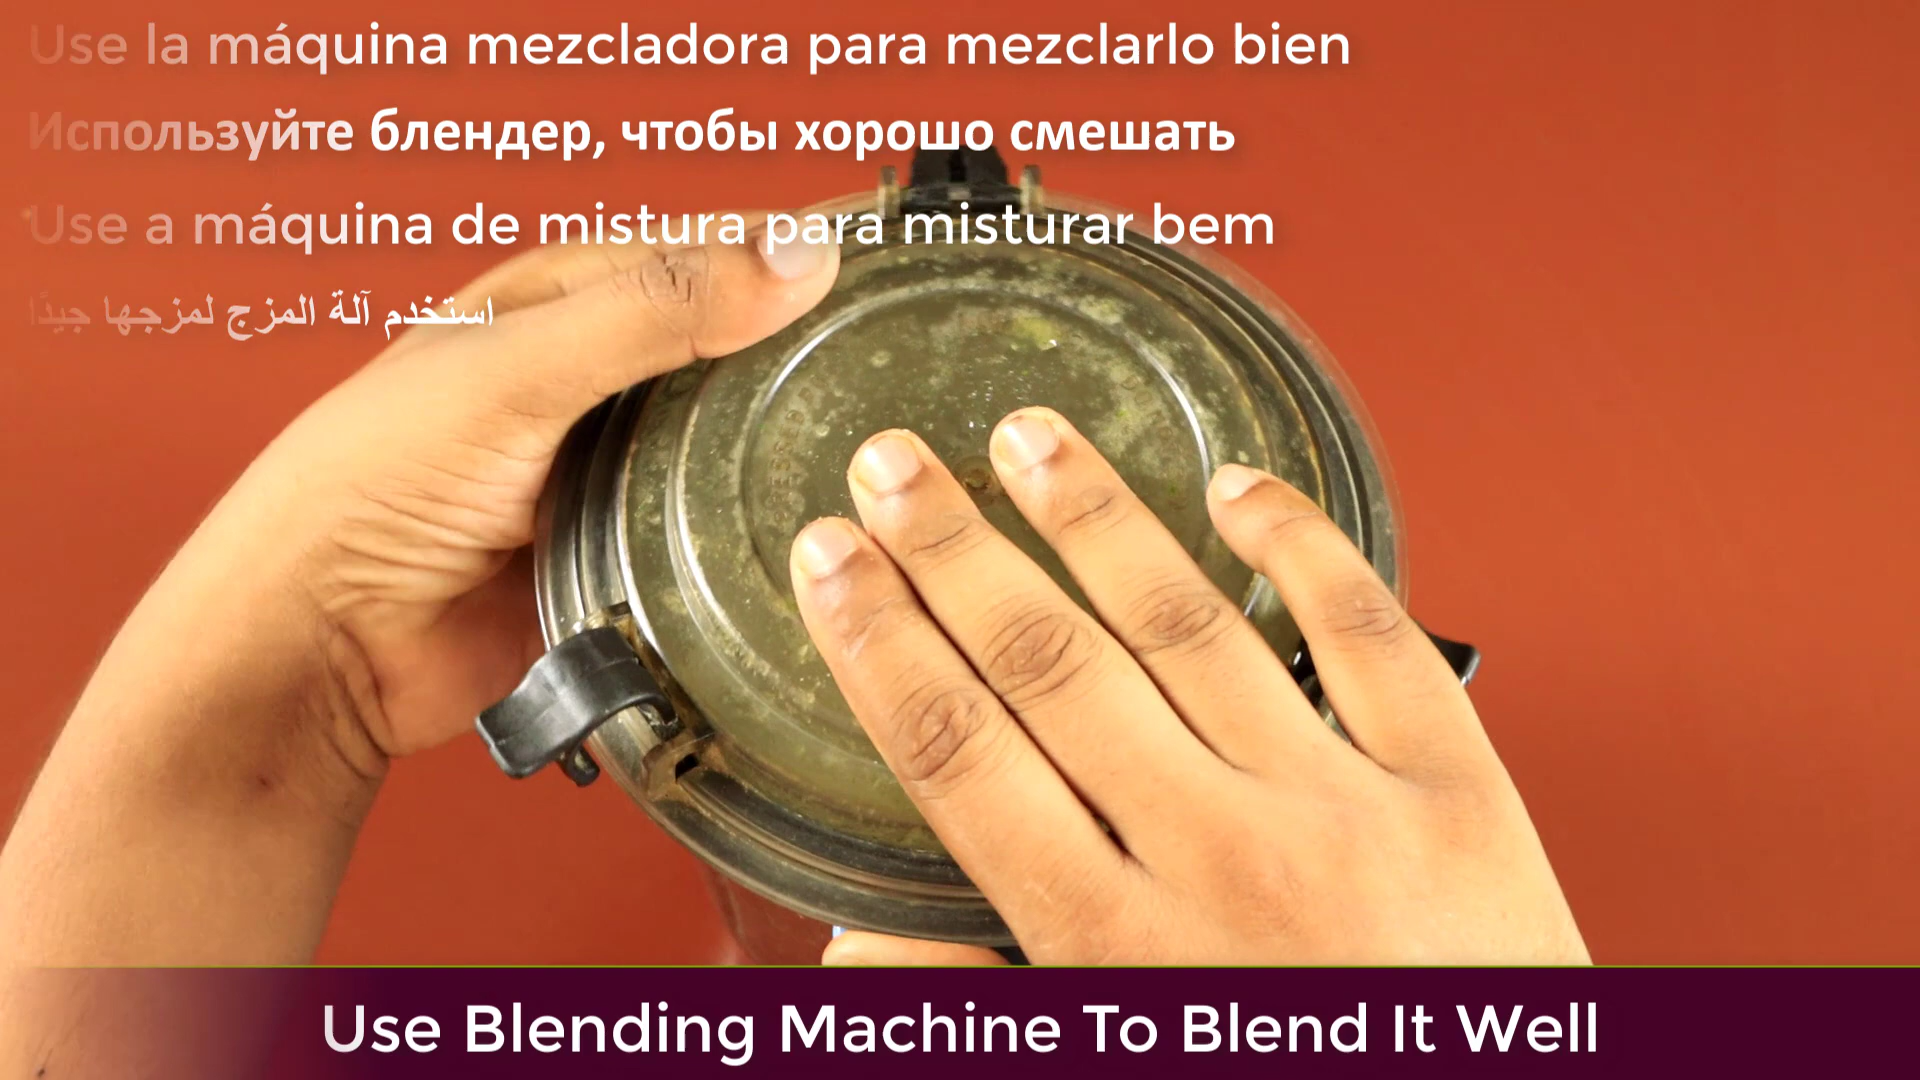 Use la máquina mezcladora para mezclarlo bien
Используйте блендер, чтобы хорошо смешать
Use a máquina de mistura para misturar bem
استخدم آلة المزج لمزجها جيدًا
Use Blending Machine To Blend It Well